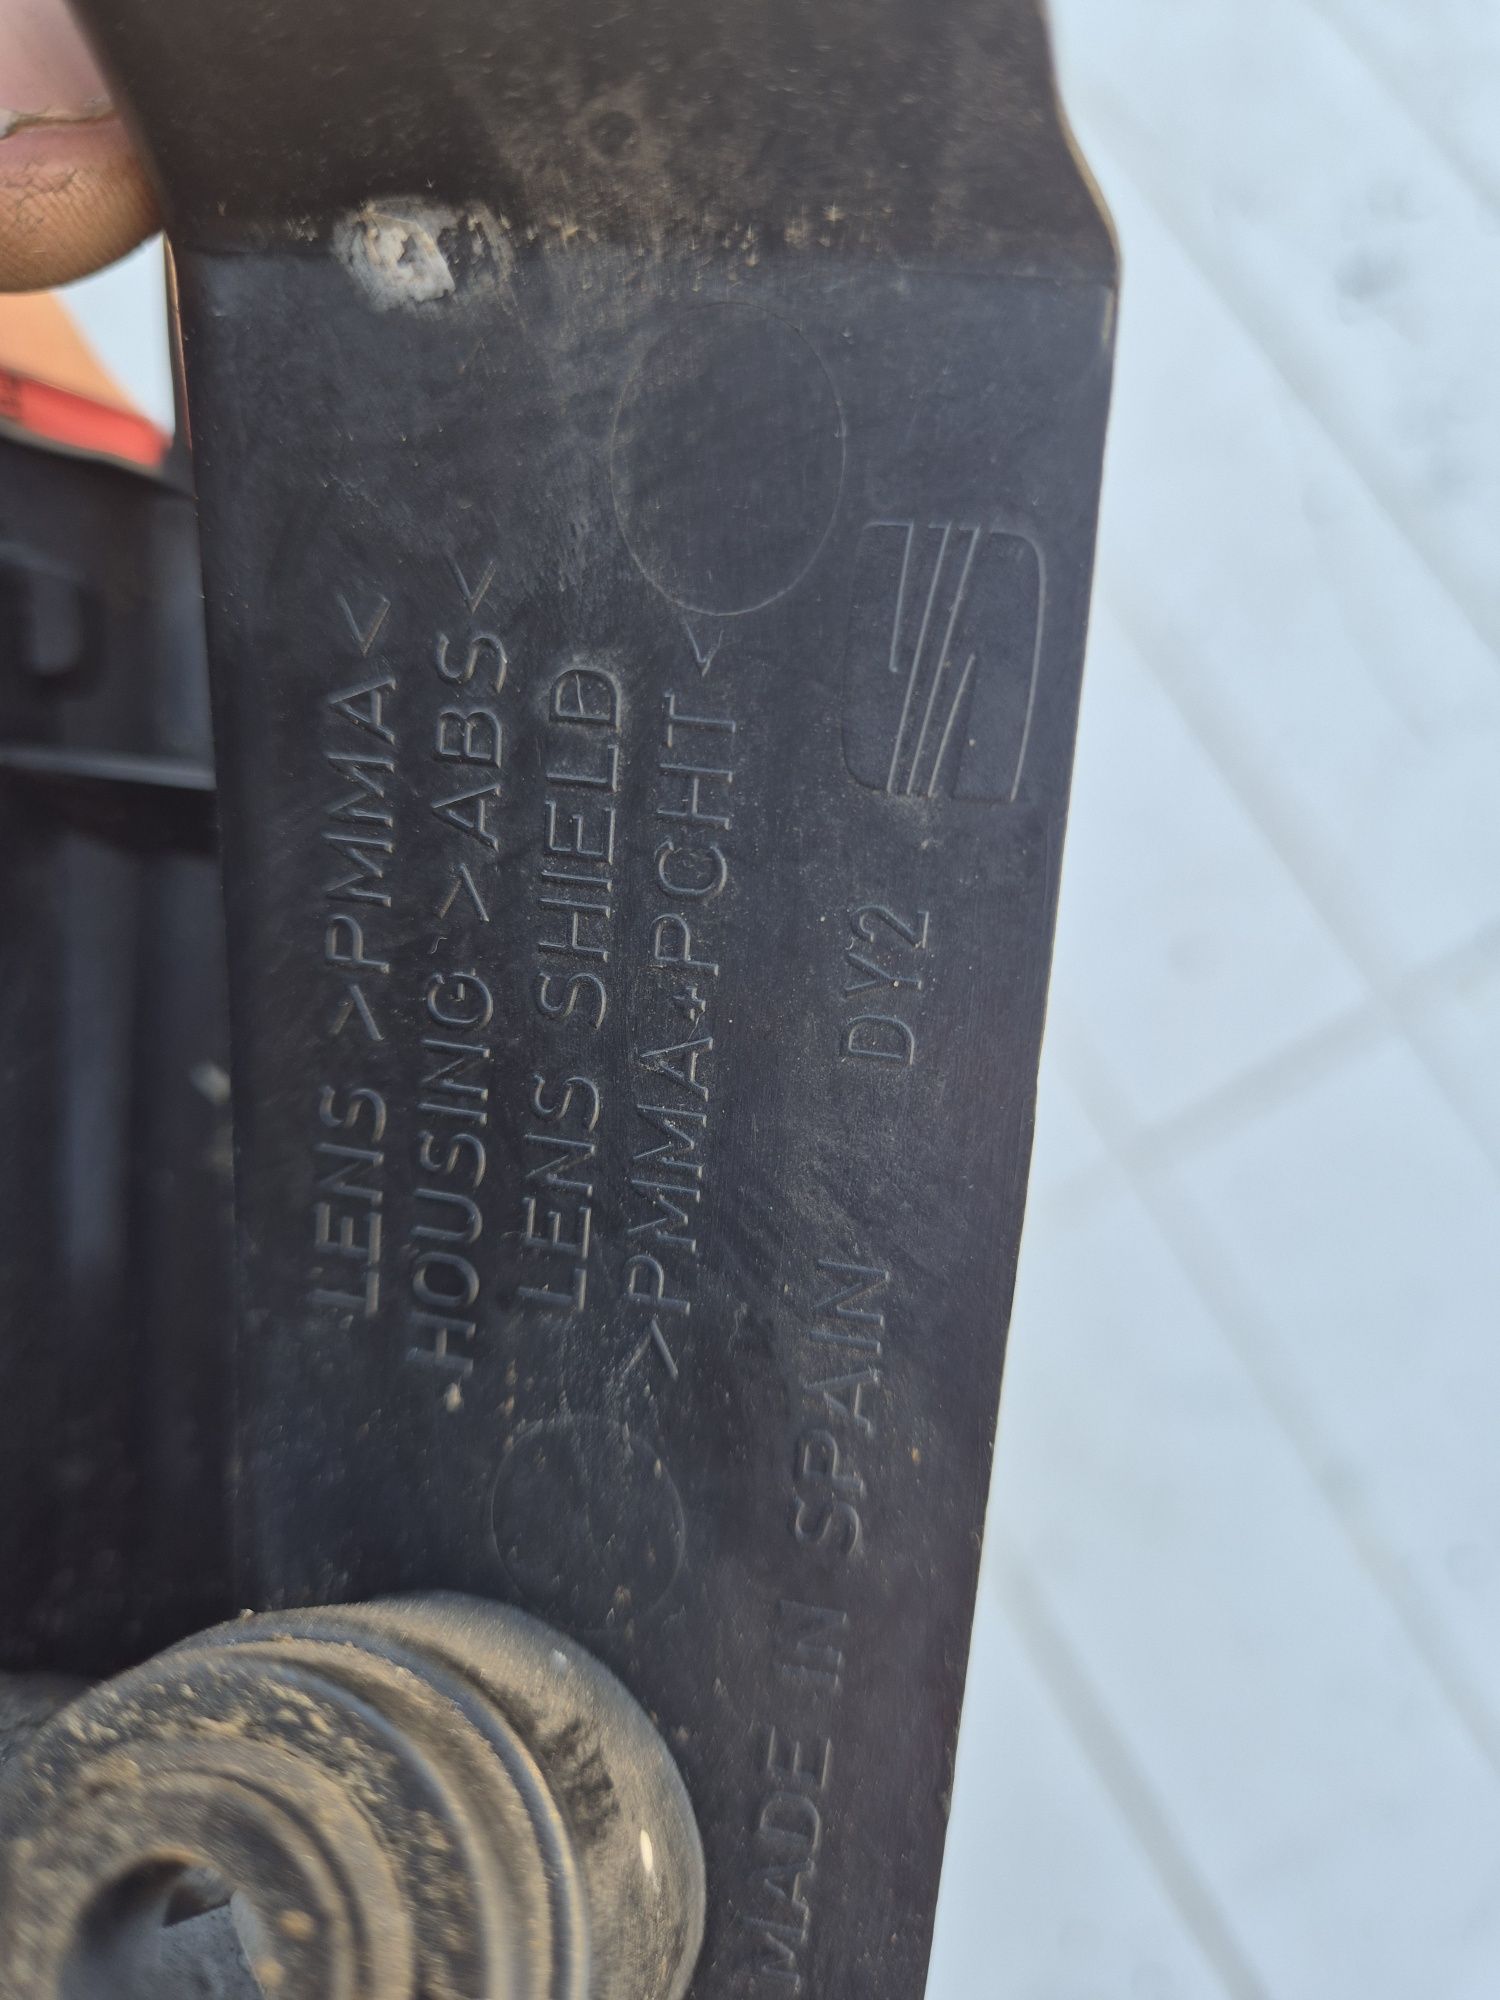 LENS >PMMA<
HOUSING >ABS<
LENS SHIELD
>PMMA+PCHT<
DY2
MADE IN SPAIN